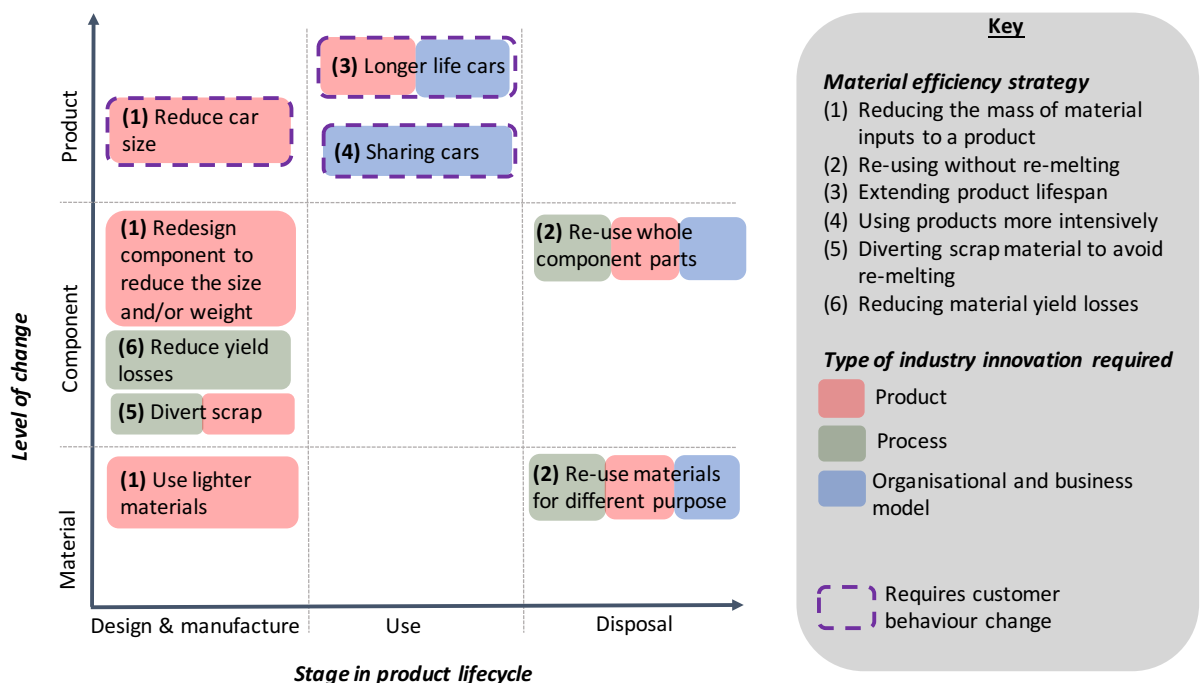 Level of change
Product
Component
Material
(1) Reduce car
size
(3) Longer life cars
(4) Sharing cars
(1) Redesign
component to
reduce the size
and/or weight
(6) Reduce yield
losses
(5) Divert scrap
(2) Re-use whole
component parts
(1) Use lighter
materials
(2) Re-use materials
for different purpose
Design & manufacture
Use
Disposal
Stage in product lifecycle
Key
Material efficiency strategy
(1) Reducing the mass of material
inputs to a product
(2) Re-using without re-melting
(3) Extending product lifespan
(4) Using products more intensively
(5) Diverting scrap material to avoid
re-melting
(6) Reducing material yield losses
Type of industry innovation required
Product
Process
Organisational and business
model
Requires customer
behaviour change